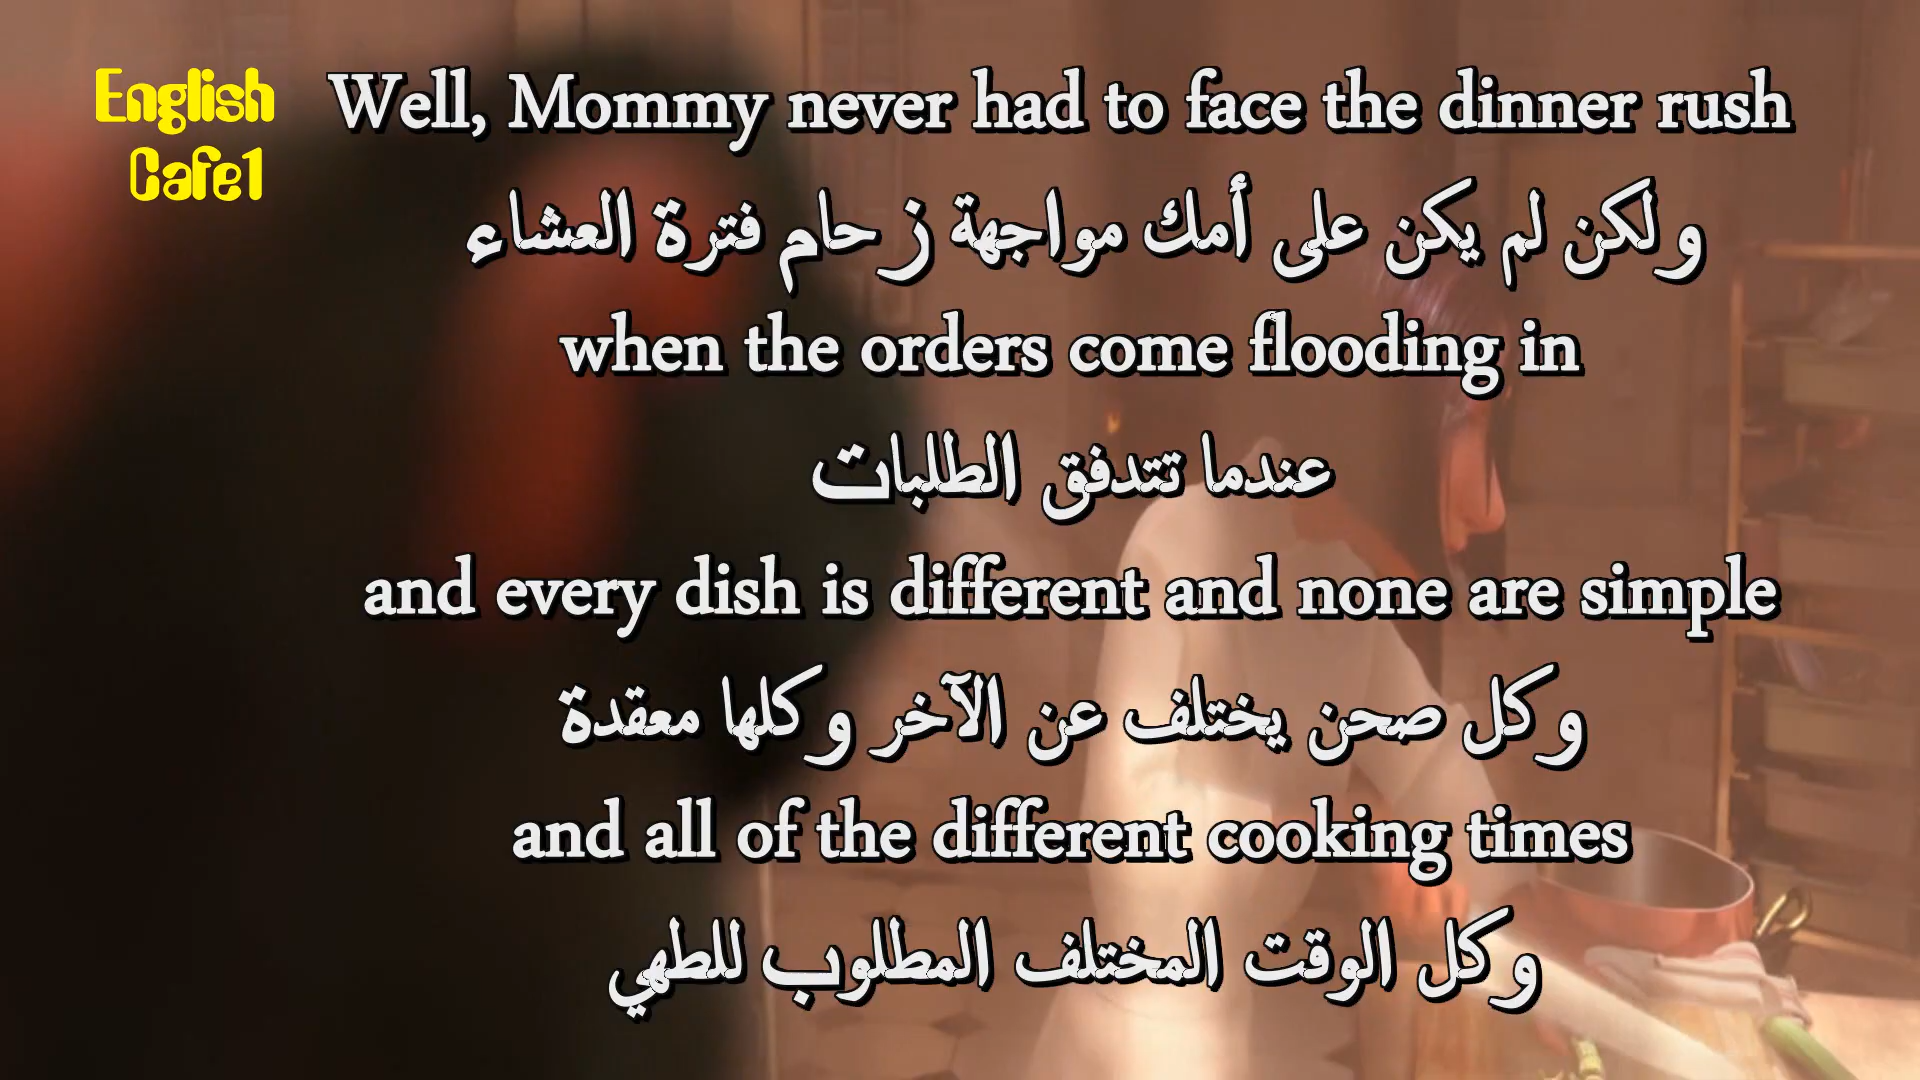 English
Cafe1
Well, Mommy never had to face the dinner rush
ولكن لم يكن على أمك مواجهة زحام فترة العشاء
when the orders come flooding in
عندما تتدفق الطلبات
and every dish is different and none are simple
وكل صحن يختلف عن الآخر وكلها معقدة
and all of the different cooking times
وكل الوقت المختلف المطلوب للطهي